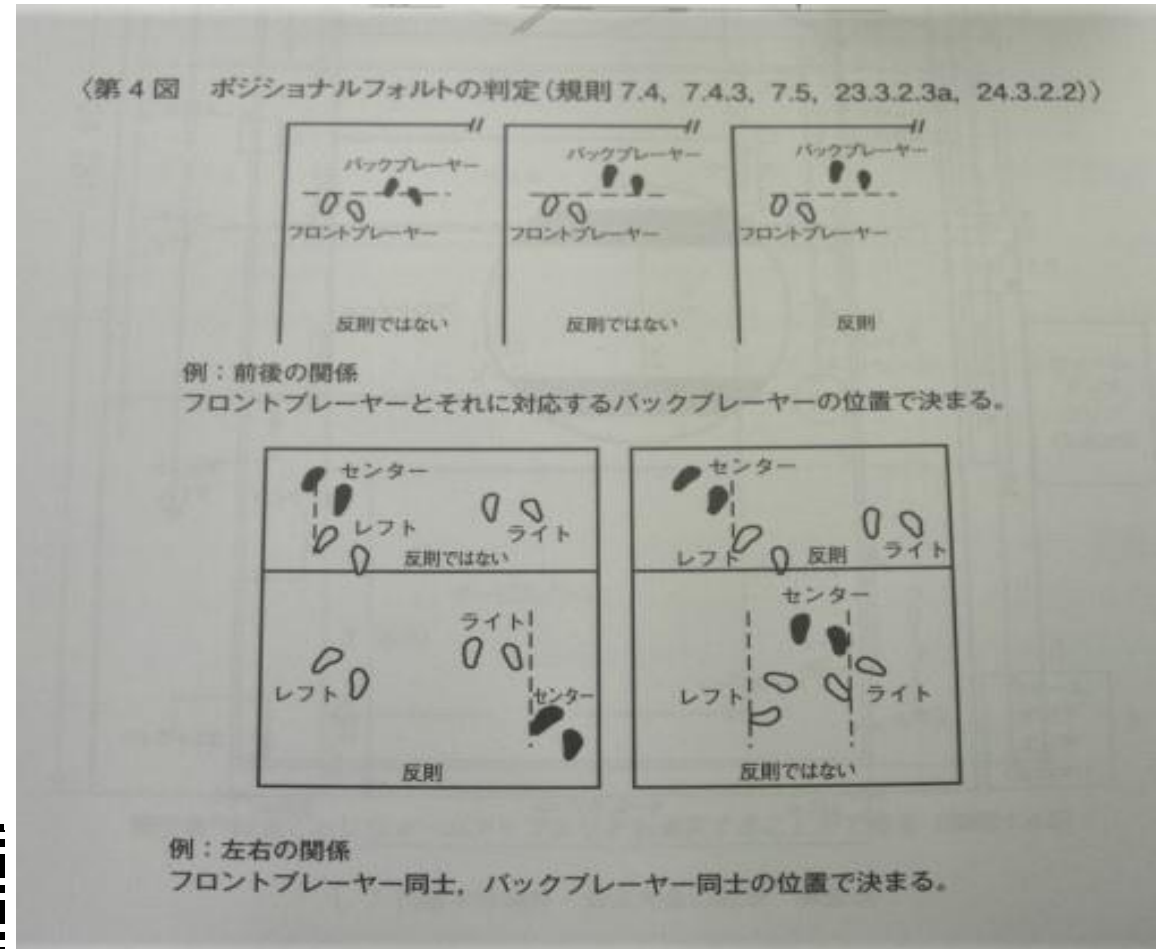 〈第4図 ポジショナルフォルトの判定(規則 7.4, 7.4.3, 7.5, 23.3.2.3a, 24.3.2.2)〉
バックプレーヤー
フロントプレーヤー
反則ではない
バックプレーヤー
フロントプレーヤー
反則ではない
バックプレーヤー
フロントプレーヤー
反則
例：前後の関係
フロントプレーヤーとそれに対応するバックプレーヤーの位置で決まる。
センター
レフト
ライト
反則ではない
センター
レフト
反則
ライト
ライト
レフト
センター
反則
センター
レフト
ライト
反則ではない
例：左右の関係
フロントプレーヤー同士，バックプレーヤー同士の位置で決まる。